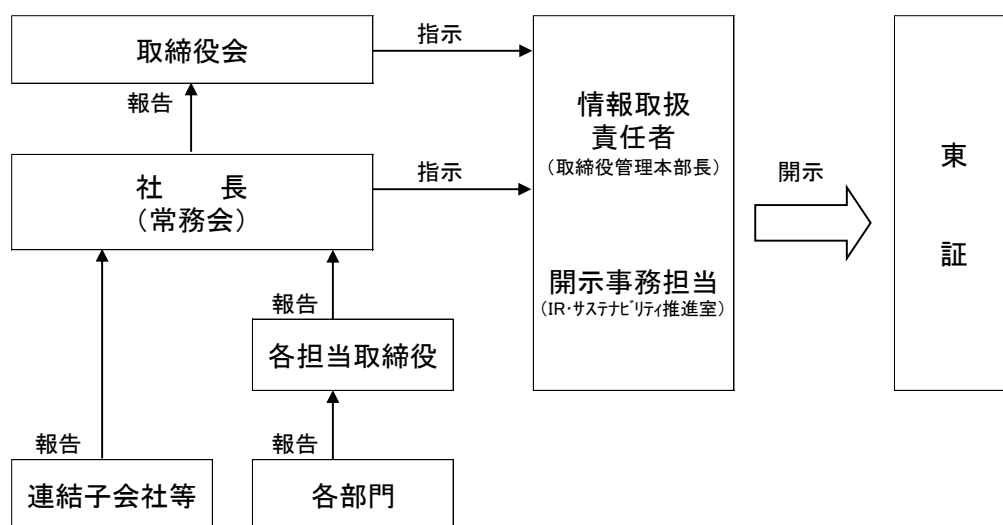 取締役会
指示
報告
社　　長
（常務会）
指示
情報取扱
責任者
（取締役管理本部長）
開示事務担当
（IR・ｻｽﾃﾅﾋﾞﾘﾃｨ推進室）
開示
東
証
報告
各担当取締役
報告
報告
連結子会社等
各部門